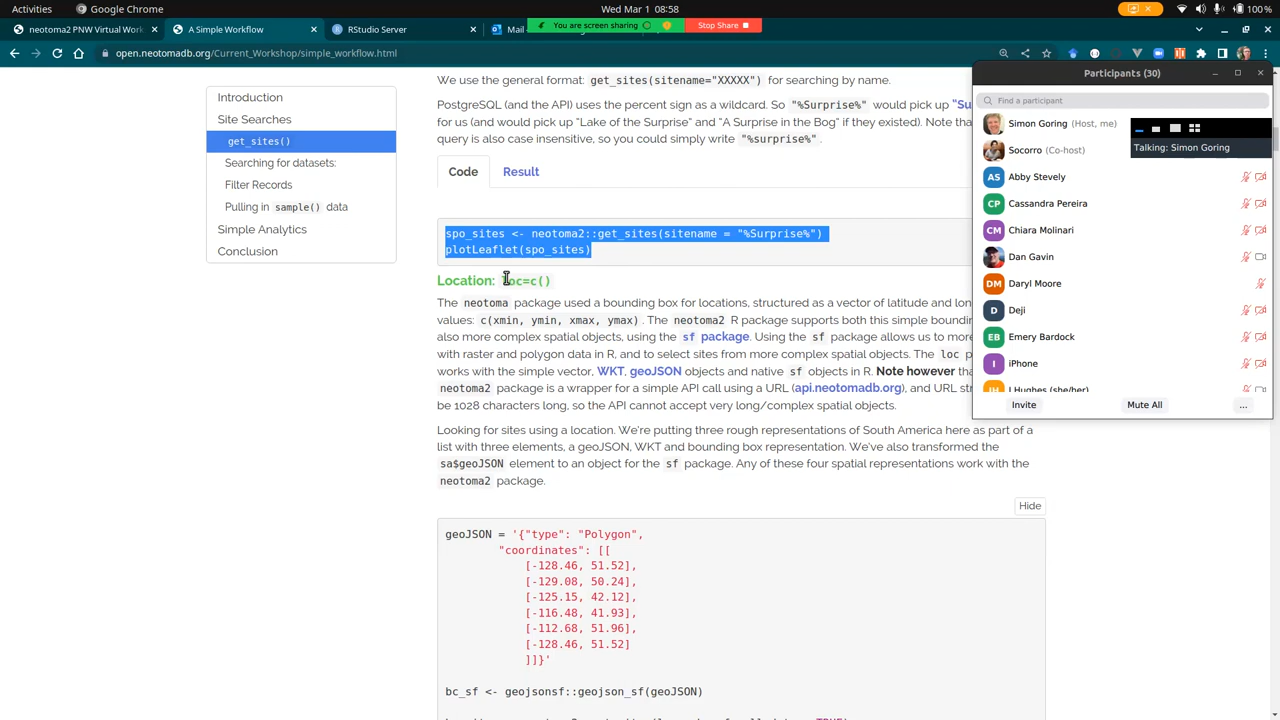 Activities
Google Chrome
Wed Mar 1 08:58
100 %
neotoma2 PNW Virtual Work
A Simple Workflow
RStudio Server
Mail
You are screen sharing
Stop Share
open.neotomadb.org/Current_Workshop/simple_workflow.html
Introduction
Site Searches
get_sites()
Searching for datasets:
Filter Records
Pulling in sample() data
Simple Analytics
Conclusion
We use the general format: get_sites(sitename="XXXXX") for searching by name.
PostgreSQL (and the API) uses the percent sign as a wildcard. So "%Surprise%" would pick up "Su
for us (and would pick up "Lake of the Surprise" and "A Surprise in the Bog" if they existed). Note tha
query is also case insensitive, so you could simply write "%surprise%".
Code
Result
spo_sites <- neotoma2::get_sites(sitename = "%Surprise%")
plotLeaflet(spo_sites)
Location: loc=c()
The neotoma package used a bounding box for locations, structured as a vector of latitude and lon
values: c(xmin, ymin, xmax, ymax). The neotoma2 R package supports both this simple boundin
also more complex spatial objects, using the sf package. Using the sf package allows us to more
with raster and polygon data in R, and to select sites from more complex spatial objects. The loc p
works with the simple vector, WKT, geoJSON objects and native sf objects in R. Note however tha
neotoma2 package is a wrapper for a simple API call using a URL (api.neotomadb.org), and URL str
be 1028 characters long, so the API cannot accept very long/complex spatial objects.
Looking for sites using a location. We're putting three rough representations of South America here as part of a
list with three elements, a geoJSON, WKT and bounding box representation. We've also transformed the
sa$geoJSON element to an object for the sf package. Any of these four spatial representations work with the
neotoma2 package.
Hide
geoJSON = '{"type": "Polygon",
"coordinates": [[
[-128.46, 51.52],
[-129.08, 50.24],
[-125.15, 42.12],
[-116.48, 41.93],
[-112.68, 51.96],
[-128.46, 51.52]
]]}'
bc_sf <- geojsonsf::geojson_sf(geoJSON)
Participants (30)
Find a participant
Simon Goring (Host, me)
Talking: Simon Goring
Socorro (Co-host)
AS Abby Stevely
CP Cassandra Pereira
CM Chiara Molinari
Dan Gavin
DM Daryl Moore
D Deji
EB Emery Bardock
I iPhone
J Hughes (she/her)
Invite
Mute All
...